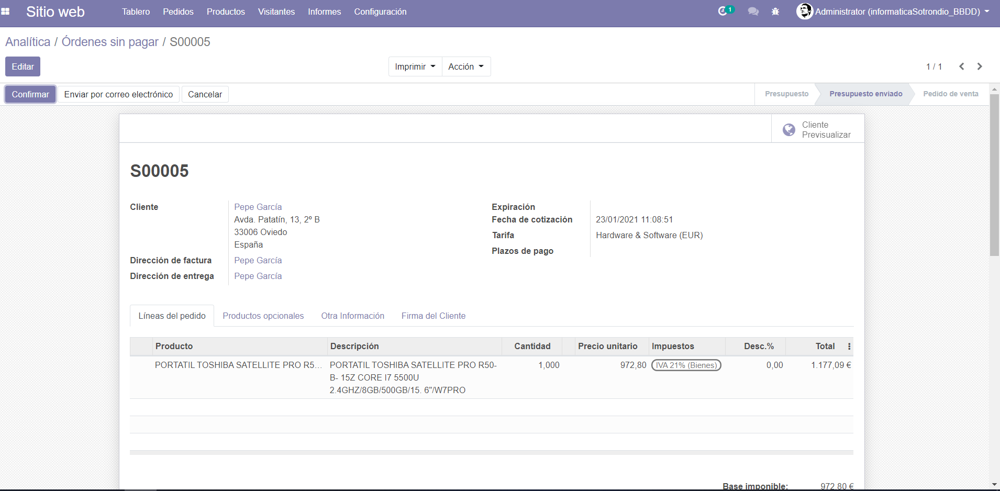 Sitio web Tablero Pedidos Productos Visitantes Informes Configuración 1 Administrator (informaticaSotrondio_BBDD)
Analítica / Órdenes sin pagar / S00005
Editar Imprimir Acción 1 / 1
Confirmar Enviar por correo electrónico Cancelar Presupuesto Presupuesto enviado Pedido de venta
Cliente
Previsualizar
S00005
Cliente Pepe García
Avda. Patatín, 13, 2º B
33006 Oviedo
España
Dirección de factura Pepe García
Dirección de entrega Pepe García
Expiración
Fecha de cotización 23/01/2021 11:08:51
Tarifa Hardware & Software (EUR)
Plazos de pago
Líneas del pedido Productos opcionales Otra Información Firma del Cliente
Producto Descripción Cantidad Precio unitario Impuestos Desc.% Total
PORTATIL TOSHIBA SATELLITE PRO R5... PORTATIL TOSHIBA SATELLITE PRO R50- 1,000 972,80 IVA 21% (Bienes) 0,00 1.177,09 €
B- 15Z CORE I7 5500U
2.4GHZ/8GB/500GB/15. 6"/W7PRO
Base imponible: 972,80 €